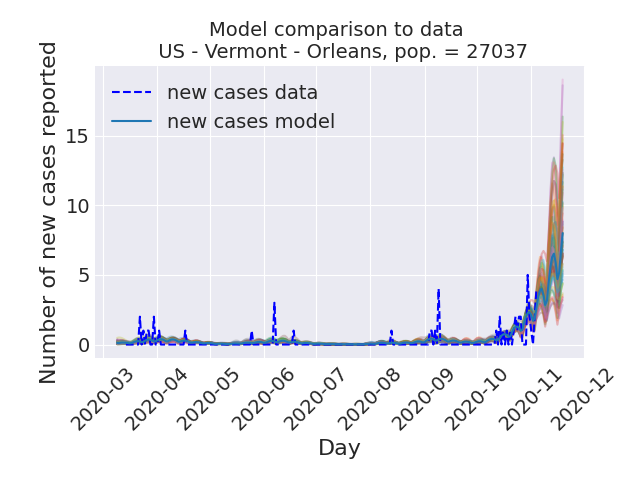 Model comparison to data
US - Vermont - Orleans, pop. = 27037
Number of new cases reported
new cases data
new cases model
15
10
5
0
2020-03
2020-04
2020-05
2020-06
2020-07
2020-08
2020-09
2020-10
2020-11
2020-12
Day